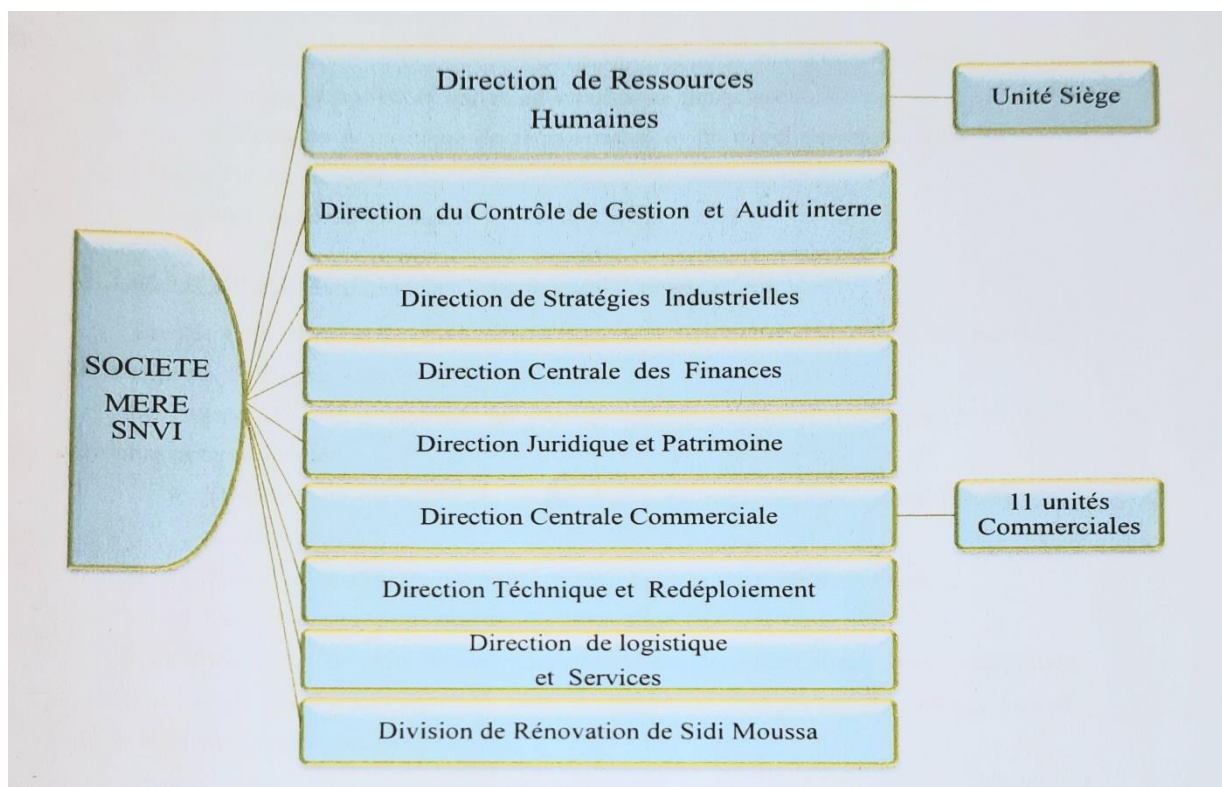 Direction de Ressources
Humaines
Unité Siège
Direction du Contrôle de Gestion et Audit interne
Direction de Stratégies Industrielles
SOCIETE
MERE
SNVI
Direction Centrale des Finances
Direction Juridique et Patrimoine
Direction Centrale Commerciale
11 unités
Commerciales
Direction Téchnique et Redéploiement
Direction de logistique
et Services
Division de Rénovation de Sidi Moussa